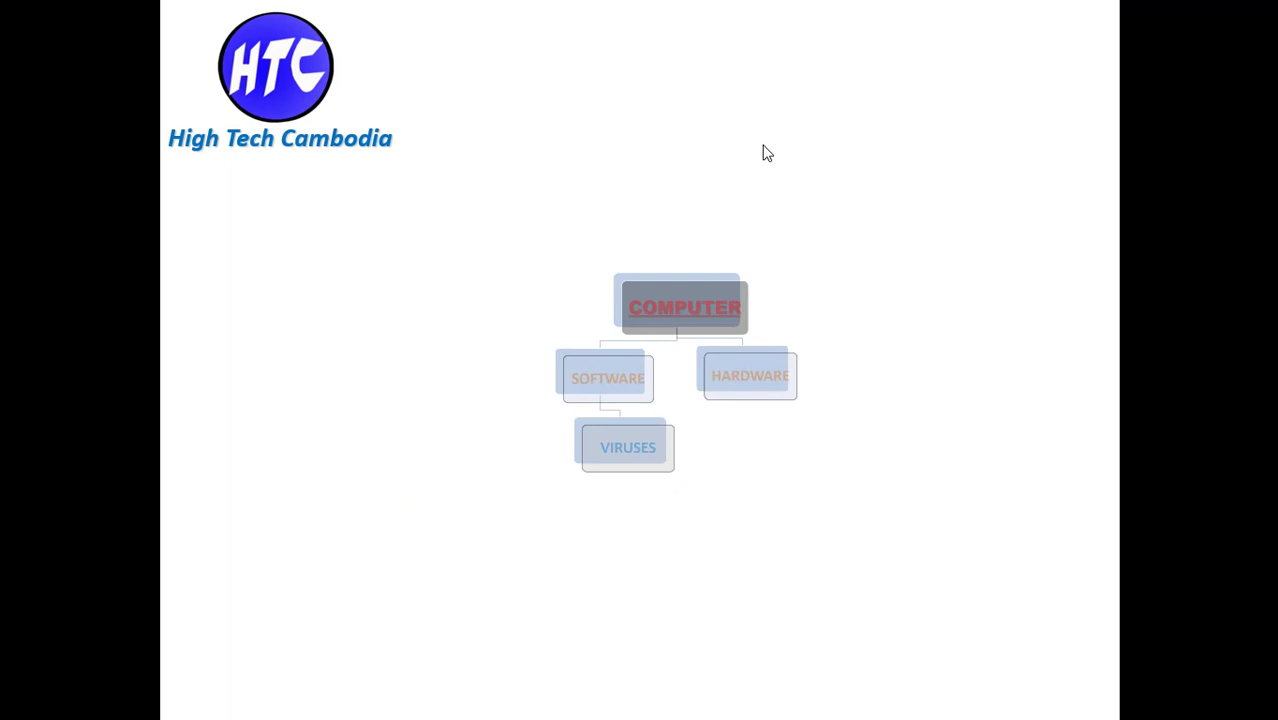 HTC
High Tech Cambodia
COMPUTER
SOFTWARE
HARDWARE
VIRUSES